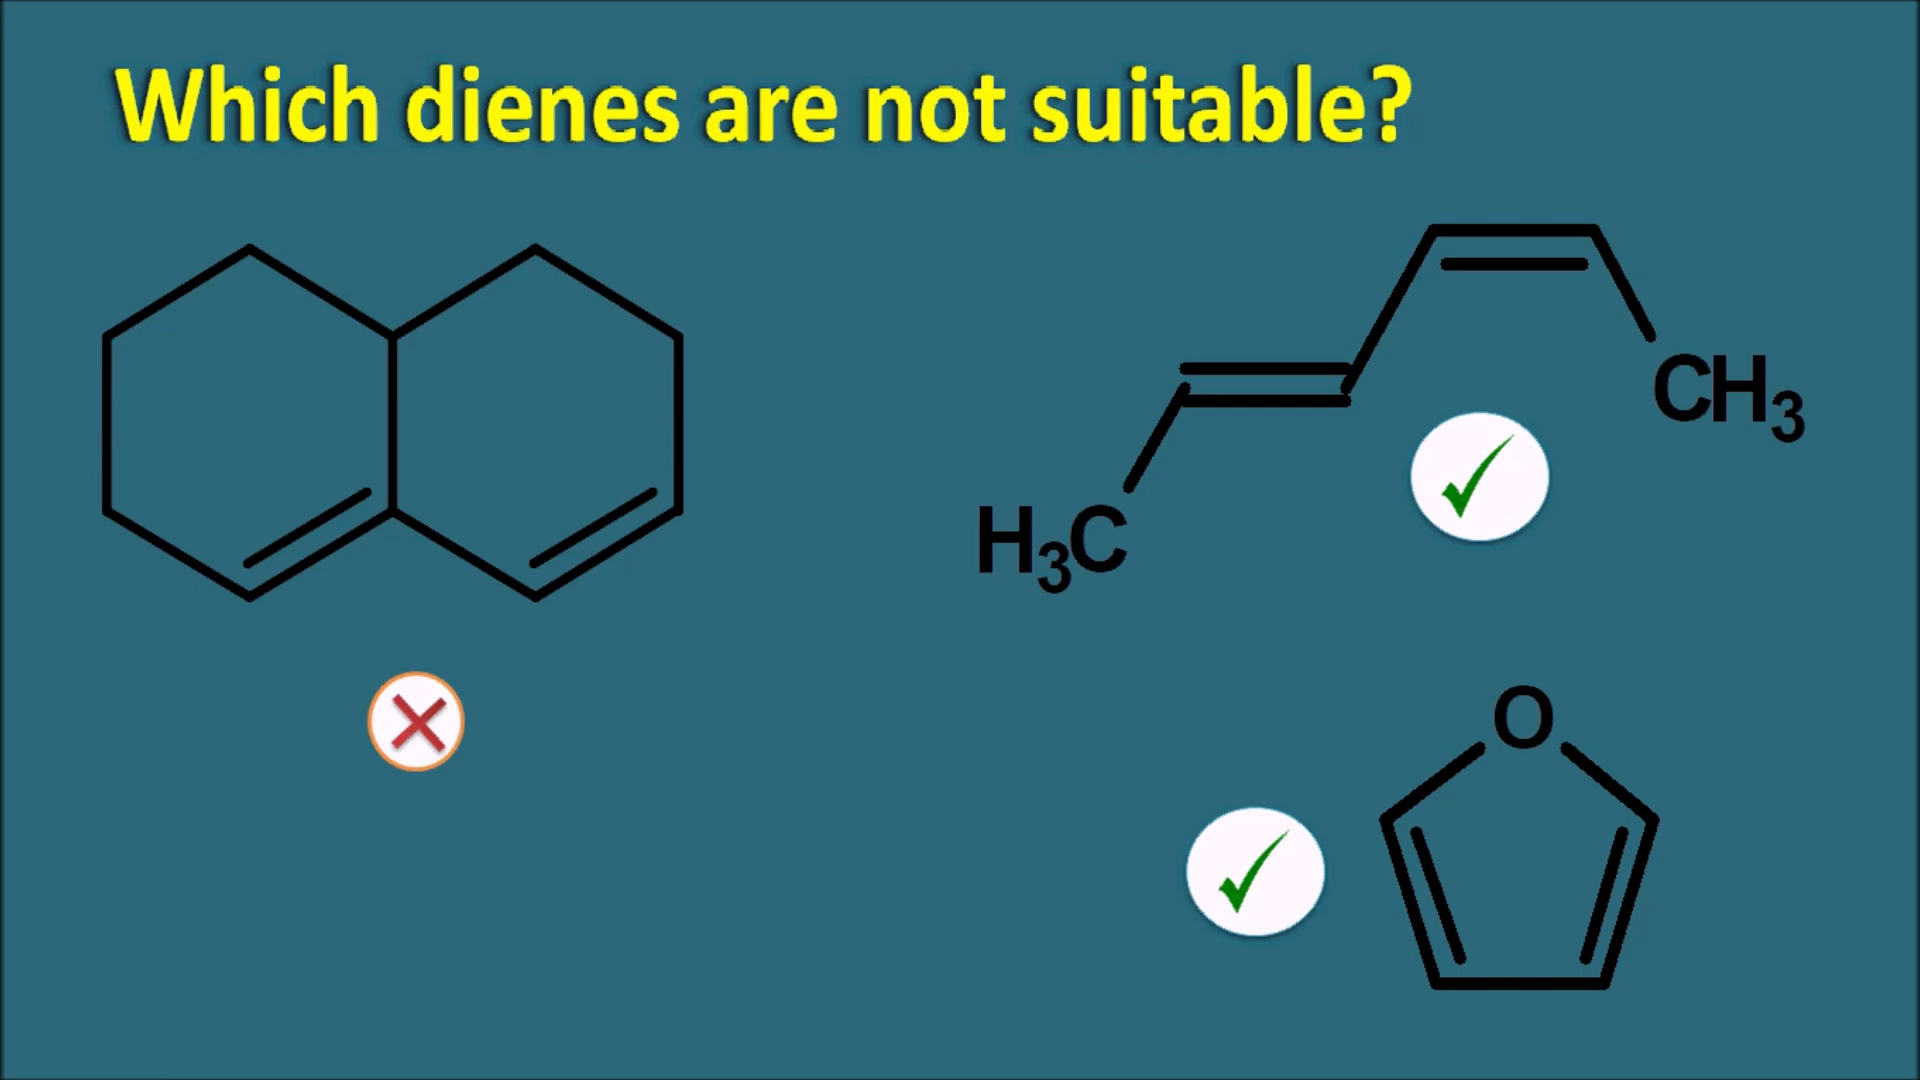 Which dienes are not suitable?
CH₃
H₃C
O